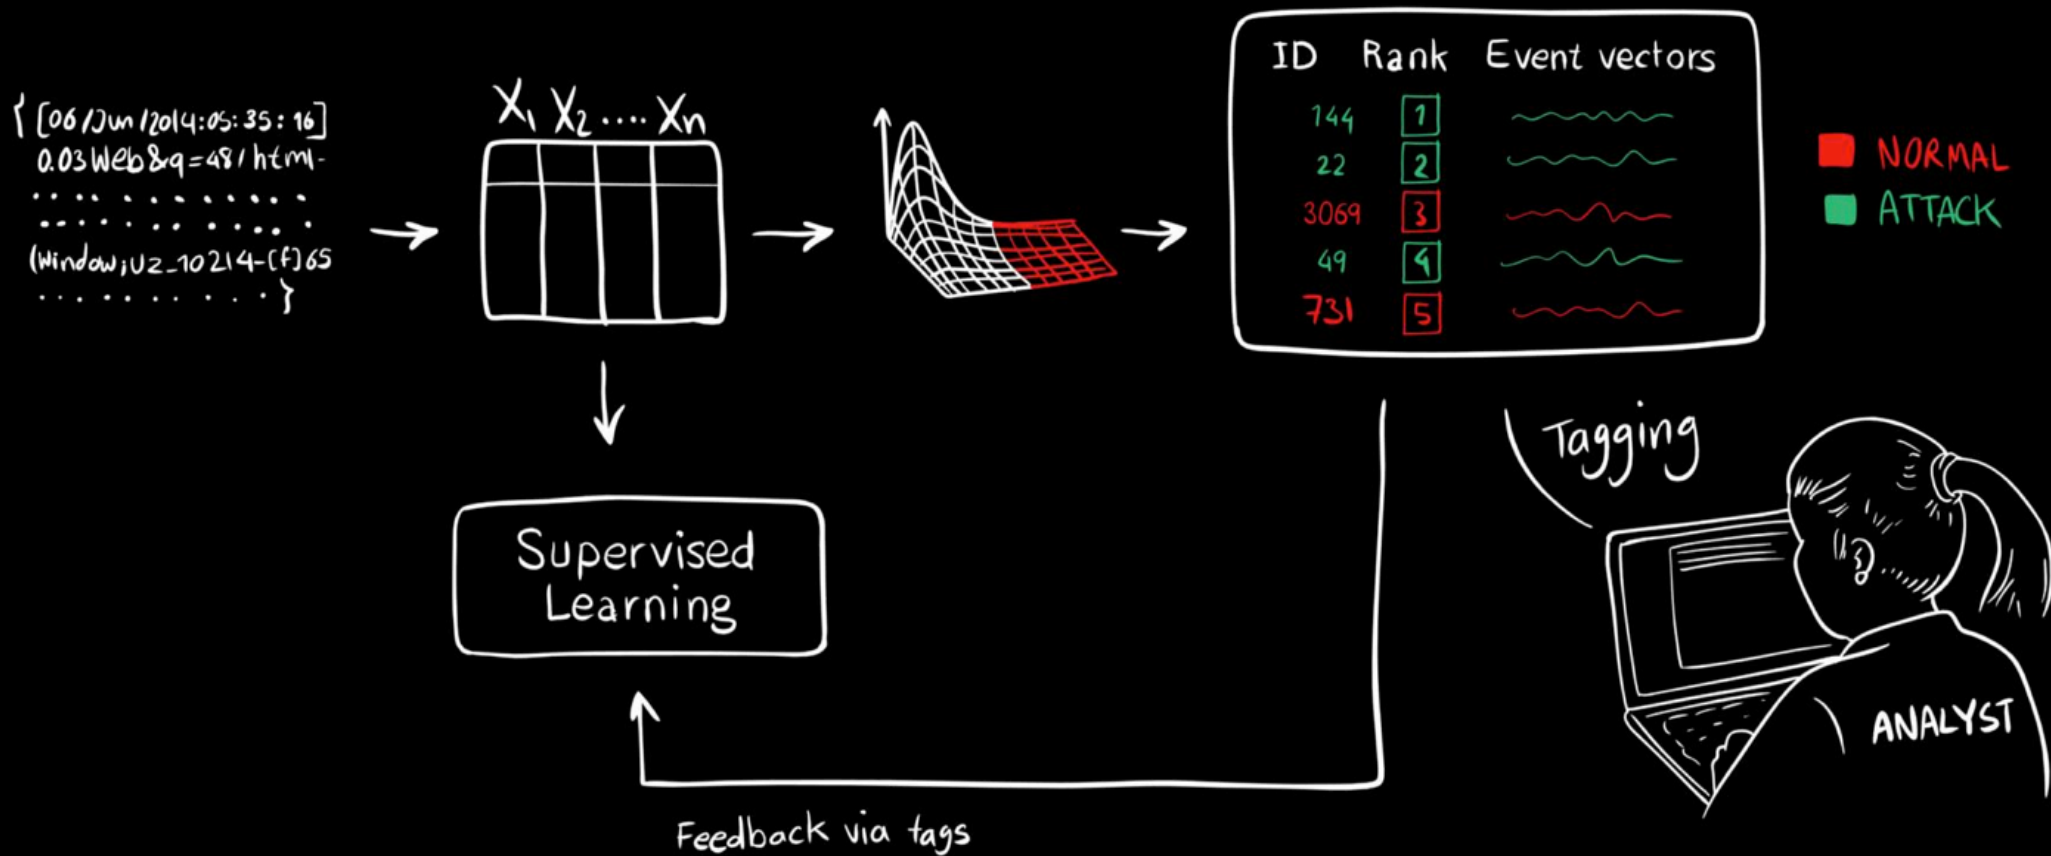 { [06/Jun/2014:05:35:16]
0.03Web&q=48/html-
(Window;UZ_10214-(f)65
}
X1 X2 .... Xn
ID Rank Event vectors
144 1
22 2
3069 3
49 4
731 5
NORMAL
ATTACK
Supervised
Learning
Tagging
ANALYST
Feedback via tags